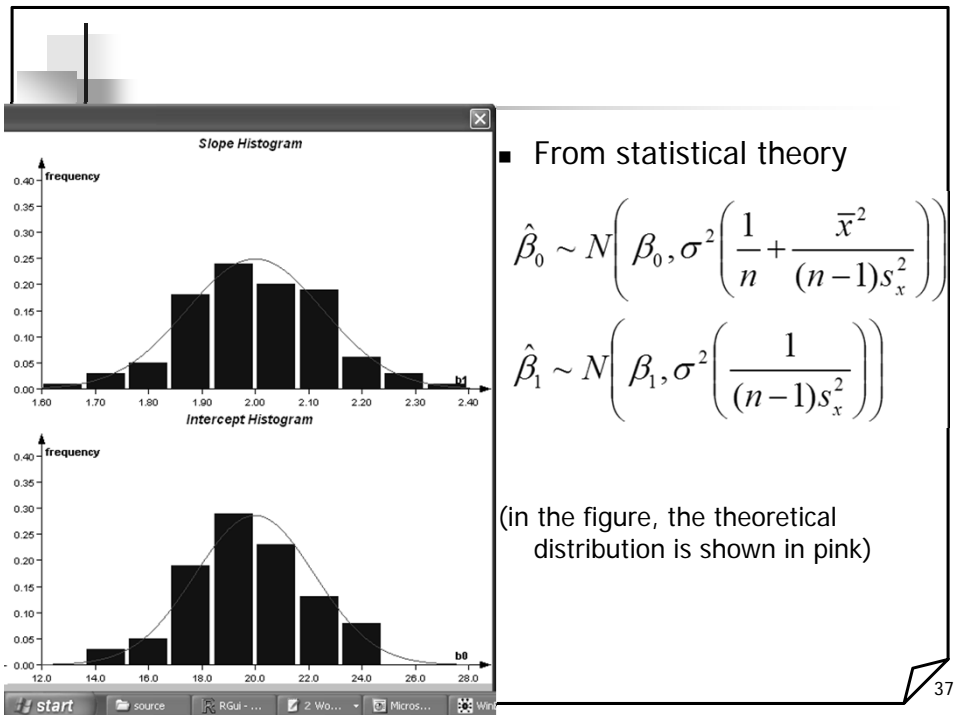 Slope Histogram
frequency
0.40
0.35
0.30
0.25
0.20
0.15
0.10
0.05
0.00
b1
1.60 1.70 1.80 1.90 2.00 2.10 2.20 2.30 2.40
Intercept Histogram
frequency
0.40
0.35
0.30
0.25
0.20
0.15
0.10
0.05
0.00
b0
12.0 14.0 16.0 18.0 20.0 22.0 24.0 26.0 28.0
start source RGui - ... 2 Wo... Micros... Win
■ From statistical theory
β̂₀ ~ N(β₀, σ²(1/n + x̄²/((n−1)sₓ²)))
β̂₁ ~ N(β₁, σ²(1/((n−1)sₓ²)))
(in the figure, the theoretical
distribution is shown in pink)
37